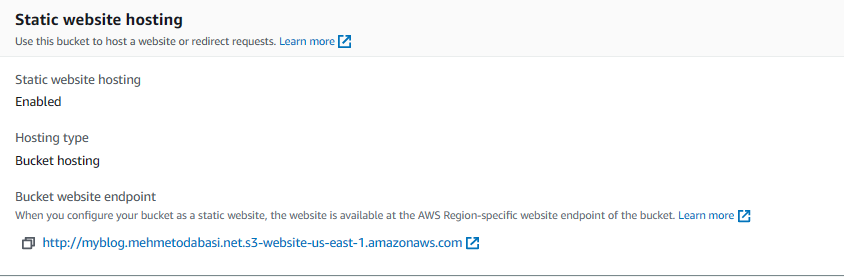 Static website hosting
Use this bucket to host a website or redirect requests. Learn more
Static website hosting
Enabled
Hosting type
Bucket hosting
Bucket website endpoint
When you configure your bucket as a static website, the website is available at the AWS Region-specific website endpoint of the bucket. Learn more
http://myblog.mehmetodabasi.net.s3-website-us-east-1.amazonaws.com